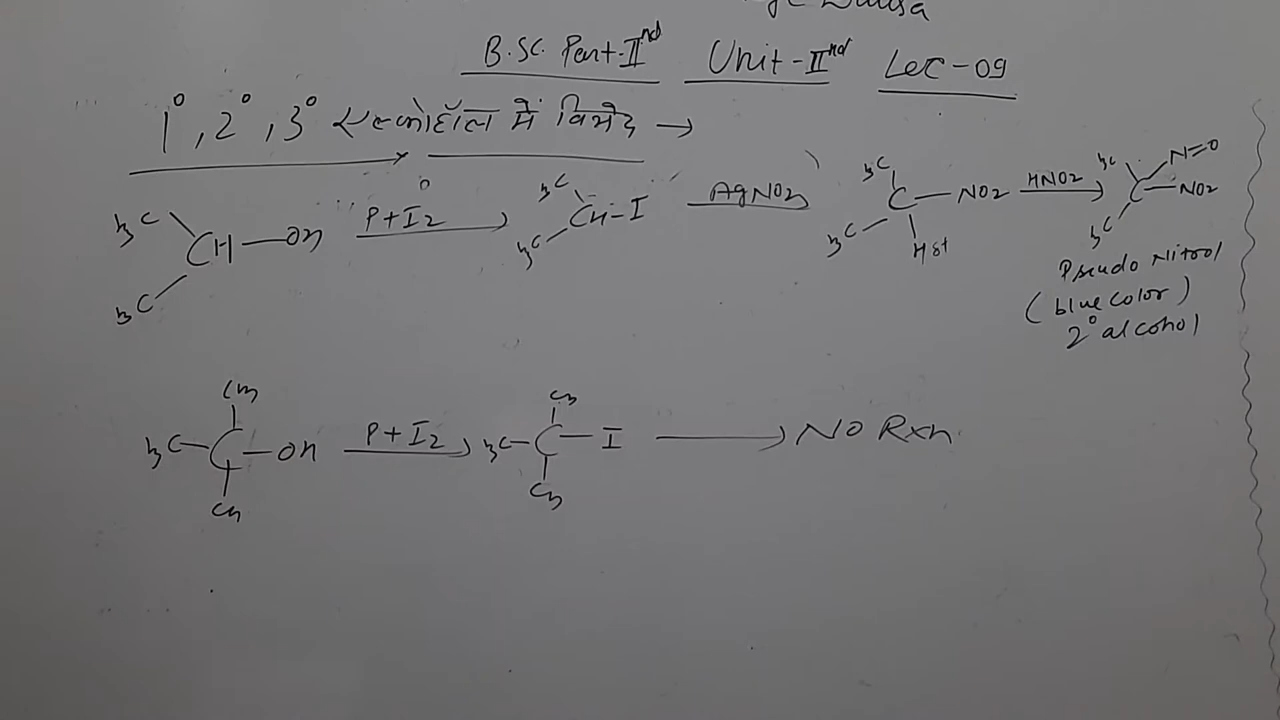 B.SC. Part-IInd Unit-IInd Lec-09
1°, 2°, 3° एल्कोहॉल में विभेद →
H3C
CH—OH
H3C
P+I2
H3C
CH-I
H3C
AgNO2
H3C
C—NO2
H3C
H
HNO2
H3C
N=O
C—NO2
H3C
Pseudo Nitrol
(blue color)
2° alcohol
CH3
H3C—C—OH
CH3
P+I2
CH3
H3C—C—I
CH3
NO Rxn